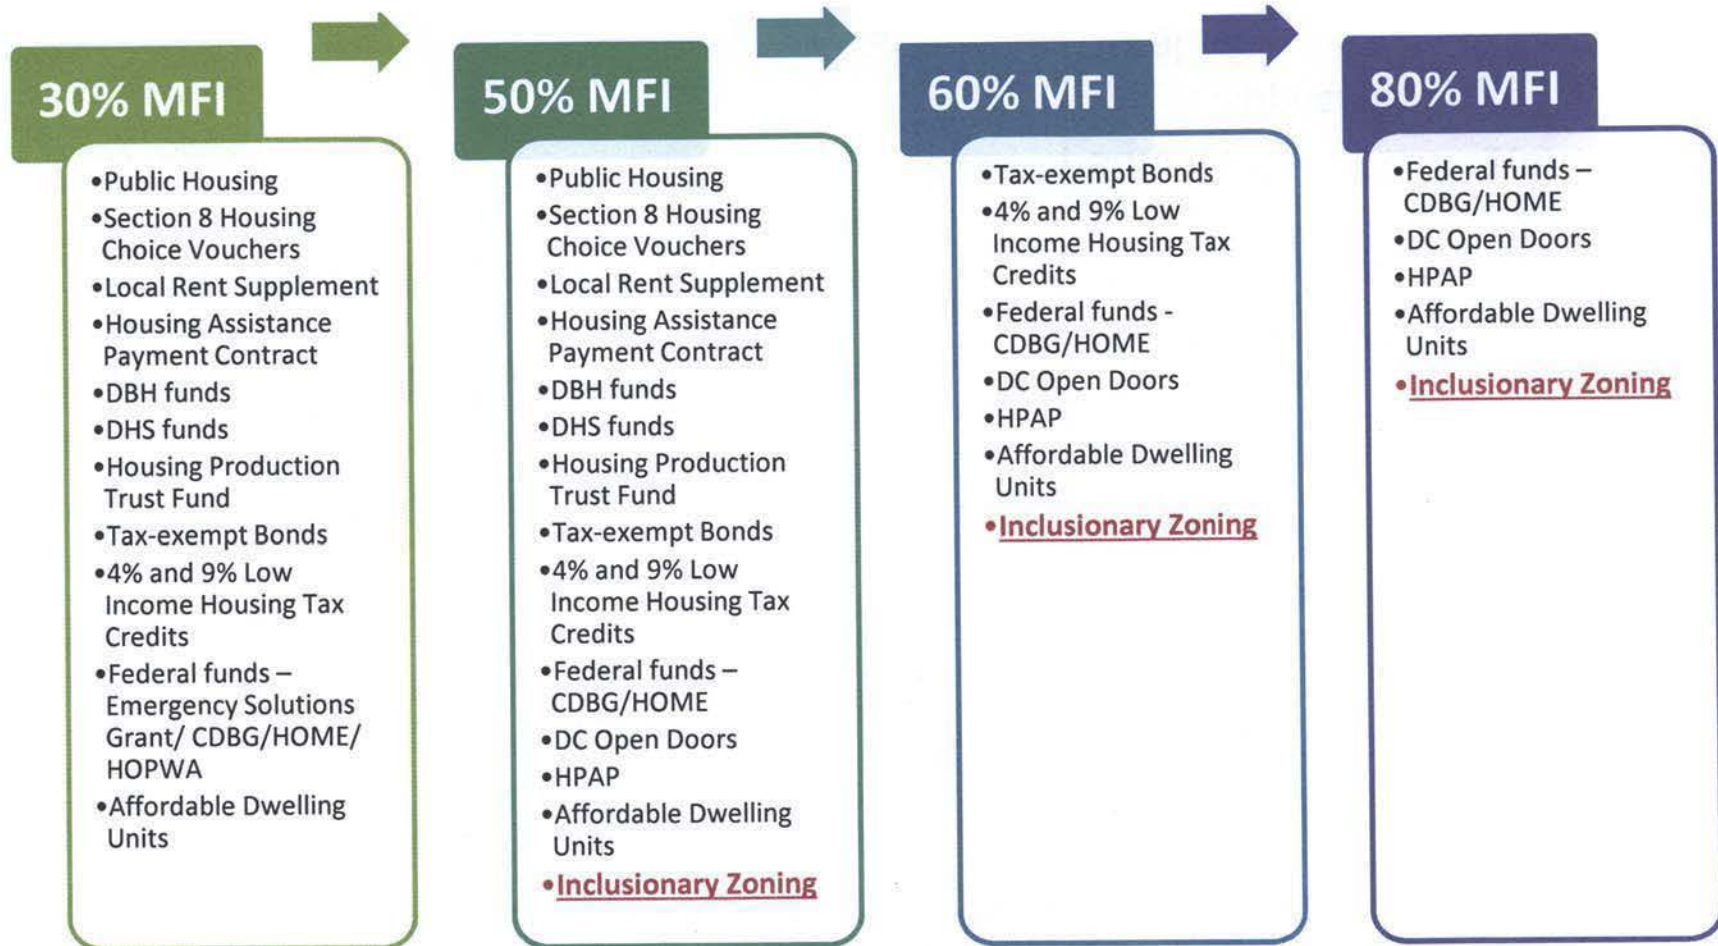 30% MFI
•Public Housing
•Section 8 Housing
Choice Vouchers
•Local Rent Supplement
•Housing Assistance
Payment Contract
•DBH funds
•DHS funds
•Housing Production
Trust Fund
•Tax-exempt Bonds
•4% and 9% Low
Income Housing Tax
Credits
•Federal funds –
Emergency Solutions
Grant/ CDBG/HOME/
HOPWA
•Affordable Dwelling
Units
50% MFI
•Public Housing
•Section 8 Housing
Choice Vouchers
•Local Rent Supplement
•Housing Assistance
Payment Contract
•DBH funds
•DHS funds
•Housing Production
Trust Fund
•Tax-exempt Bonds
•4% and 9% Low
Income Housing Tax
Credits
•Federal funds –
CDBG/HOME
•DC Open Doors
•HPAP
•Affordable Dwelling
Units
•Inclusionary Zoning
60% MFI
•Tax-exempt Bonds
•4% and 9% Low
Income Housing Tax
Credits
•Federal funds -
CDBG/HOME
•DC Open Doors
•HPAP
•Affordable Dwelling
Units
•Inclusionary Zoning
80% MFI
•Federal funds –
CDBG/HOME
•DC Open Doors
•HPAP
•Affordable Dwelling
Units
•Inclusionary Zoning